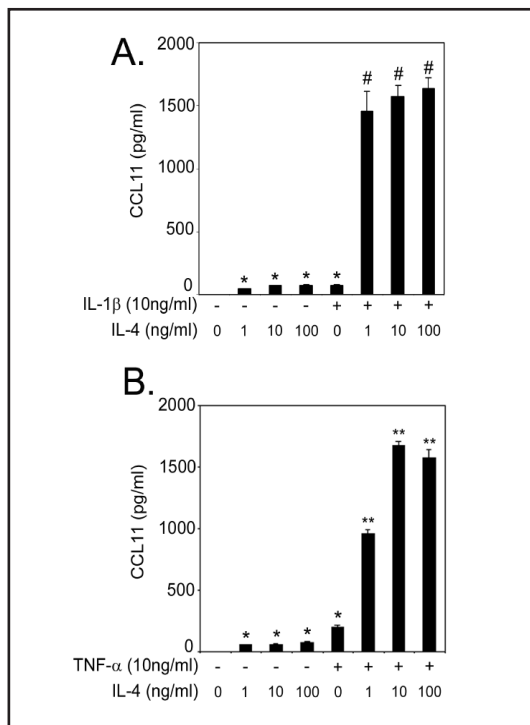 A.
2000
# # #
1500
CCL11 (pg/ml)
1000
500
* * * *
0
IL-1β (10ng/ml) - - - - + + + +
IL-4 (ng/ml) 0 1 10 100 0 1 10 100
B.
2000
** ** **
1500
CCL11 (pg/ml)
1000
500
* * * *
0
TNF-α (10ng/ml) - - - - + + + +
IL-4 (ng/ml) 0 1 10 100 0 1 10 100